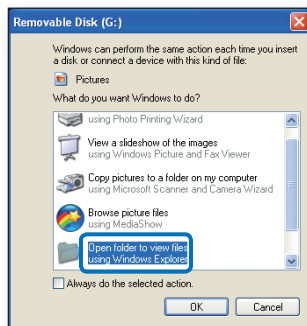 Removable Disk (G:)
Windows can perform the same action each time you insert
a disk or connect a device with this kind of file:
Pictures
What do you want Windows to do?
using Photo Printing Wizard
View a slideshow of the images
using Windows Picture and Fax Viewer
Copy pictures to a folder on my computer
using Microsoft Scanner and Camera Wizard
Browse picture files
using MediaShow
Open folder to view files
using Windows Explorer
Always do the selected action.
OK
Cancel